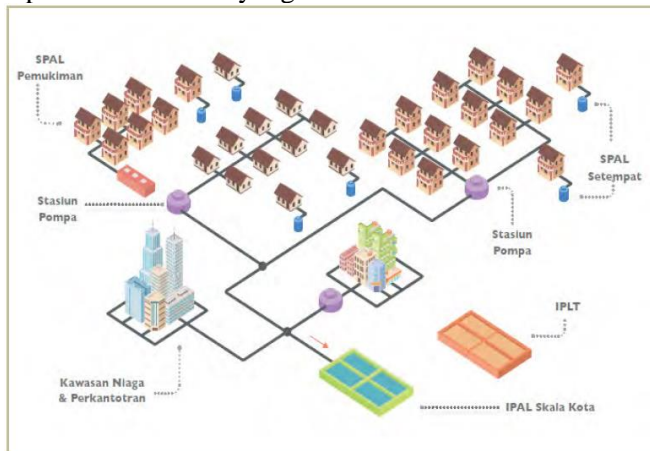 SPAL
Pemukiman
Stasiun
Pompa
Kawasan Niaga
& Perkantotran
SPAL
Setempat
Stasiun
Pompa
IPLT
IPAL Skala Kota